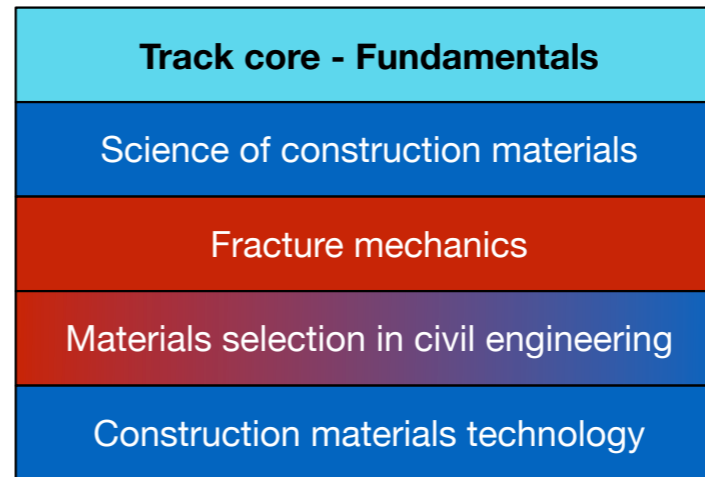 Track core - Fundamentals
Science of construction materials
Fracture mechanics
Materials selection in civil engineering
Construction materials technology